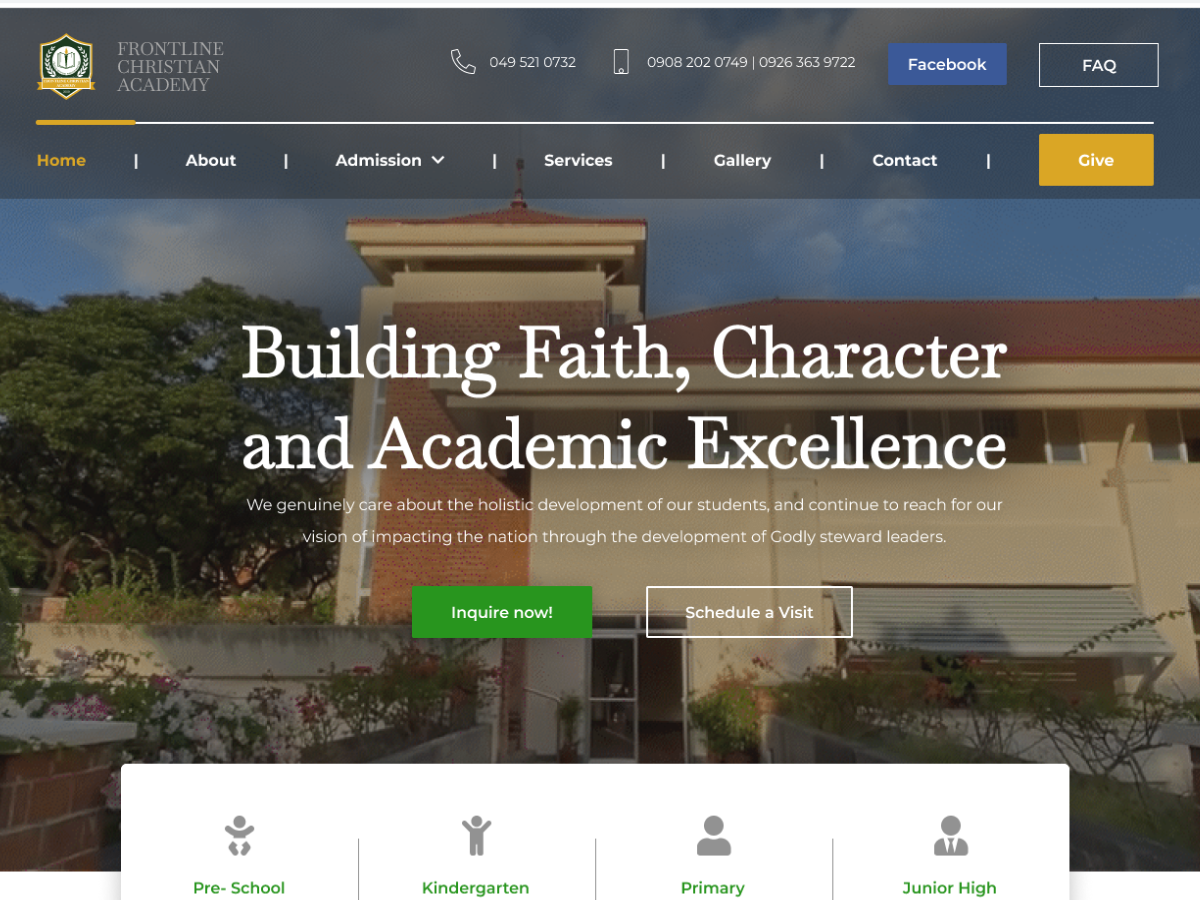 FRONTLINE
CHRISTIAN
ACADEMY
049 521 0732
0908 202 0749 | 0926 363 9722
Facebook
FAQ
Home | About | Admission | Services | Gallery | Contact | Give
Building Faith, Character
and Academic Excellence
We genuinely care about the holistic development of our students, and continue to reach for our
vision of impacting the nation through the development of Godly steward leaders.
Inquire now!
Schedule a Visit
Pre- School
Kindergarten
Primary
Junior High